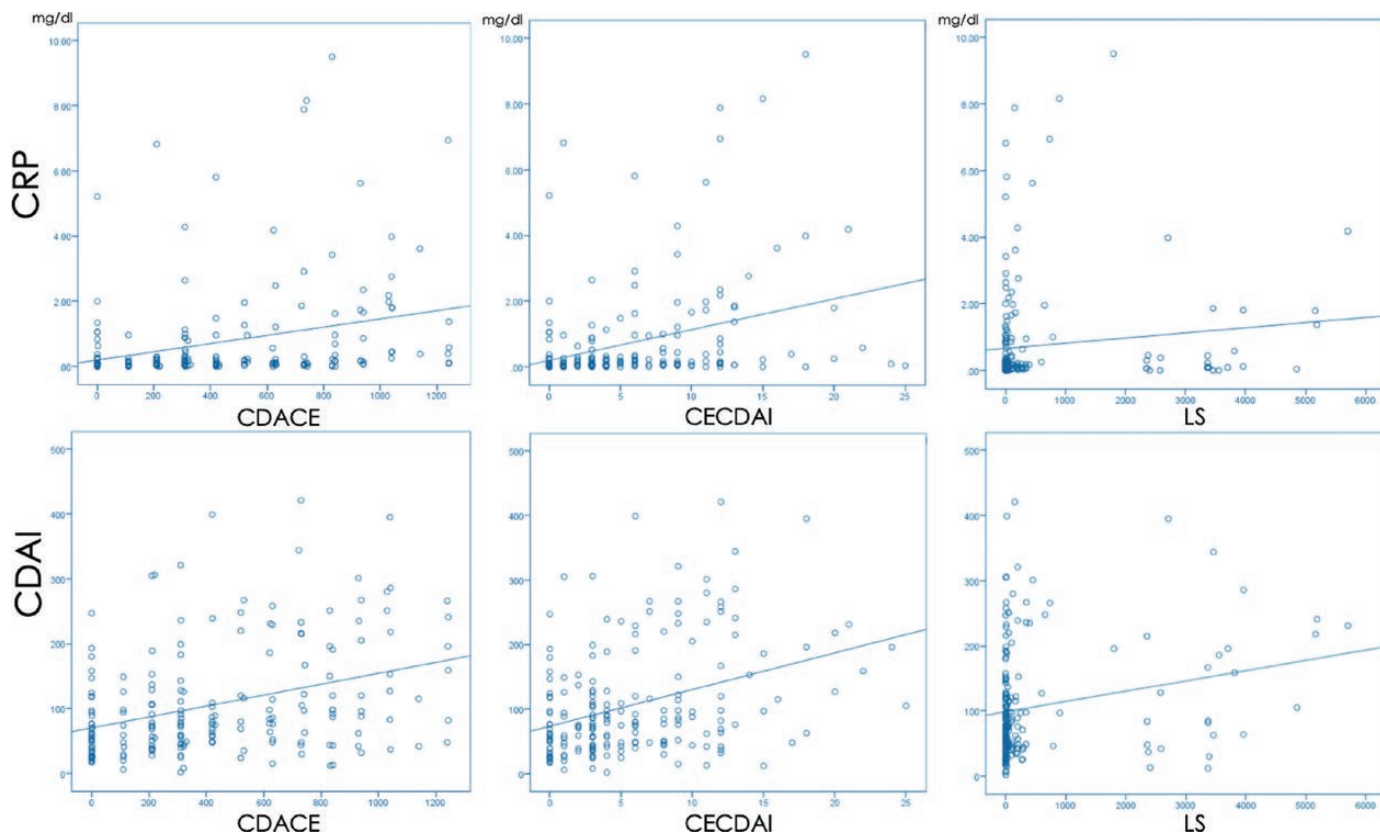 mg/dl mg/dl mg/dl
10.00 10.00 10.00
8.00 8.00 8.00
6.00 6.00 6.00
4.00 4.00 4.00
2.00 2.00 2.00
.00 .00 .00
CRP
0 200 400 600 800 1000 1200
CDACE
0 5 10 15 20 25
CECDAI
0 1000 2000 3000 4000 5000 6000
LS
500 500 500
400 400 400
300 300 300
200 200 200
100 100 100
0 0 0
CDAI
0 200 400 600 800 1000 1200
CDACE
0 5 10 15 20 25
CECDAI
0 1000 2000 3000 4000 5000 6000
LS